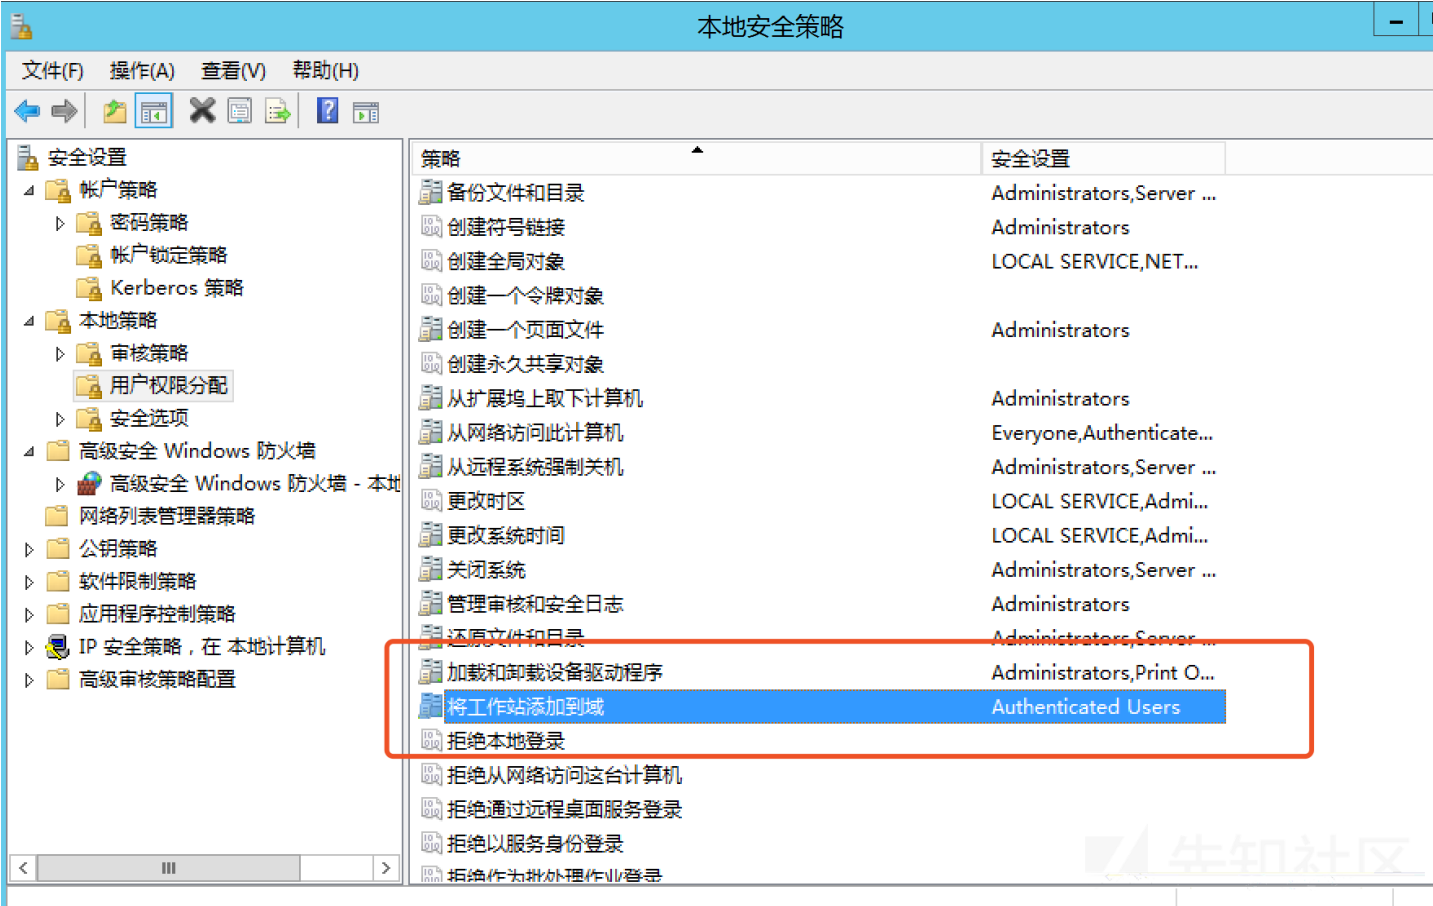 本地安全策略
文件(F) 操作(A) 查看(V) 帮助(H)
安全设置
帐户策略
密码策略
帐户锁定策略
Kerberos 策略
本地策略
审核策略
用户权限分配
安全选项
高级安全 Windows 防火墙
高级安全 Windows 防火墙 - 本地
网络列表管理器策略
公钥策略
软件限制策略
应用程序控制策略
IP 安全策略，在 本地计算机
高级审核策略配置
策略 安全设置
备份文件和目录 Administrators,Server ...
创建符号链接 Administrators
创建全局对象 LOCAL SERVICE,NET...
创建一个令牌对象
创建一个页面文件 Administrators
创建永久共享对象
从扩展坞上取下计算机 Administrators
从网络访问此计算机 Everyone,Authenticate...
从远程系统强制关机 Administrators,Server ...
更改时区 LOCAL SERVICE,Admi...
更改系统时间 LOCAL SERVICE,Admi...
关闭系统 Administrators,Server ...
管理审核和安全日志 Administrators
还原文件和目录 Administrators,Server ...
加载和卸载设备驱动程序 Administrators,Print O...
将工作站添加到域 Authenticated Users
拒绝本地登录
拒绝从网络访问这台计算机
拒绝通过远程桌面服务登录
拒绝以服务身份登录
拒绝作为批处理作业登录
先知社区